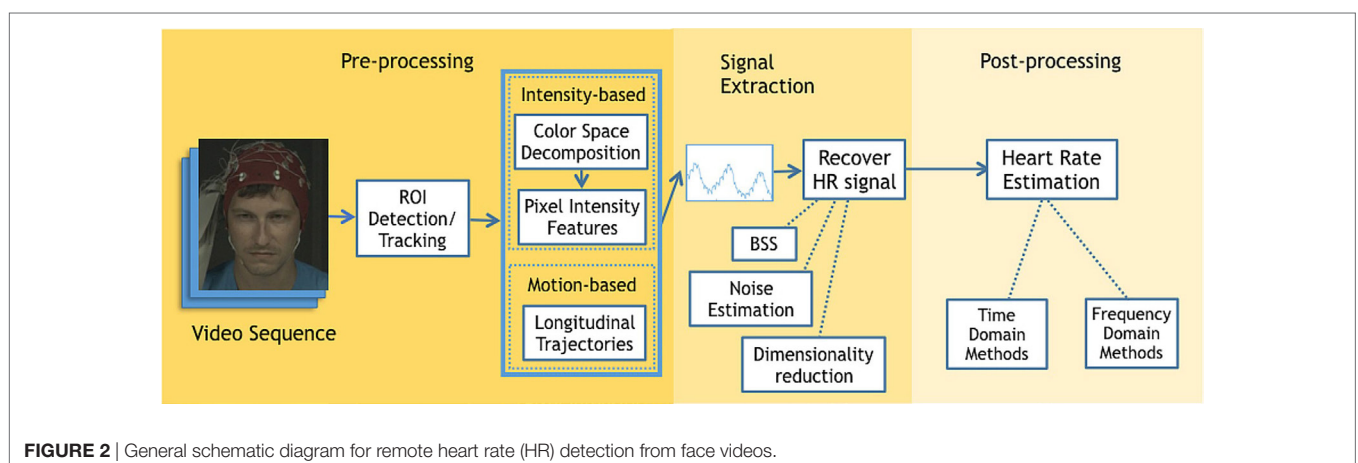 Pre-processing
Video Sequence
ROI
Detection/
Tracking
Intensity-based
Color Space
Decomposition
Pixel Intensity
Features
Motion-based
Longitudinal
Trajectories
Signal
Extraction
Recover
HR signal
BSS
Noise
Estimation
Dimensionality
reduction
Post-processing
Heart Rate
Estimation
Time
Domain
Methods
Frequency
Domain
Methods
FIGURE 2 | General schematic diagram for remote heart rate (HR) detection from face videos.